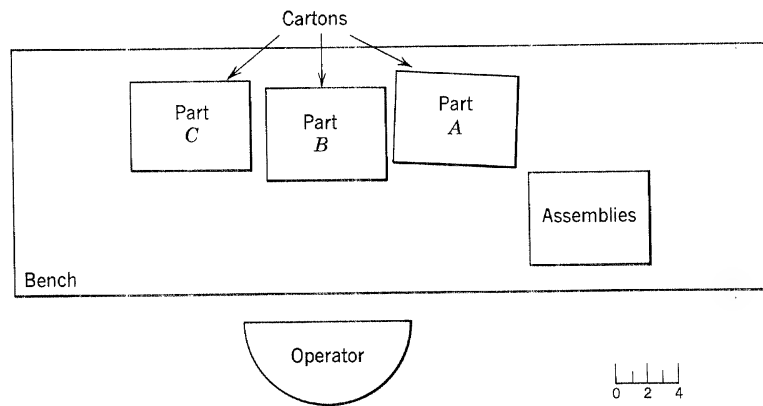 Cartons
Part
C
Part
B
Part
A
Assemblies
Bench
Operator
0 2 4